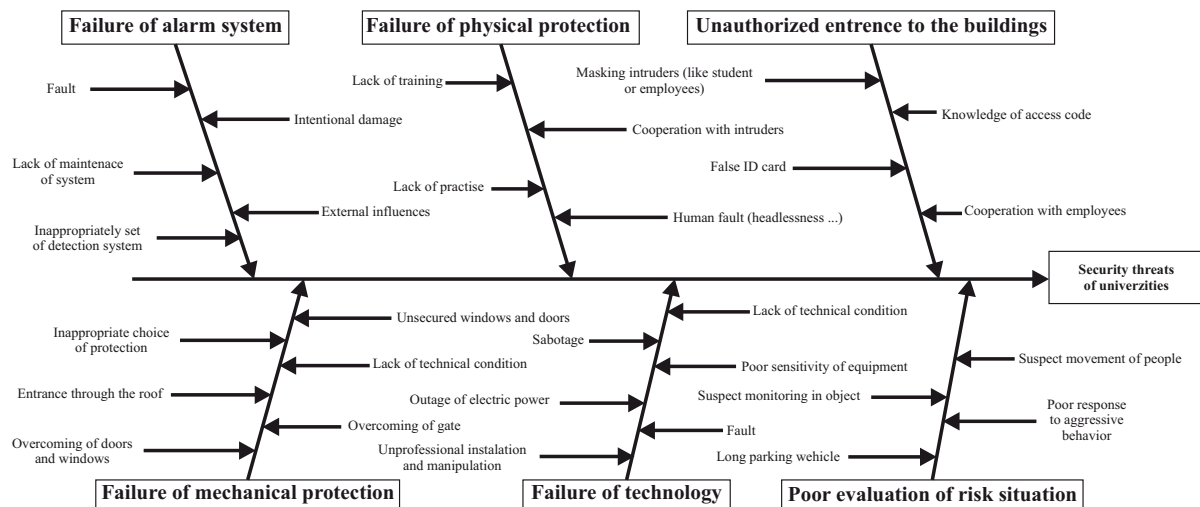 Failure of alarm system
Fault
Intentional damage
Lack of maintenace
of system
External influences
Inappropriately set
of detection system
Failure of physical protection
Lack of training
Cooperation with intruders
Lack of practise
Human fault (headlessness ...)
Unauthorized entrence to the buildings
Masking intruders (like student
or employees)
Knowledge of access code
False ID card
Cooperation with employees
Security threats
of univerzities
Unsecured windows and doors
Inappropriate choice
of protection
Lack of technical condition
Entrance through the roof
Overcoming of gate
Overcoming of doors
and windows
Failure of mechanical protection
Lack of technical condition
Sabotage
Poor sensitivity of equipment
Outage of electric power
Fault
Unprofessional instalation
and manipulation
Failure of technology
Suspect movement of people
Suspect monitoring in object
Poor response
to aggressive
behavior
Long parking wehicle
Poor evaluation of risk situation